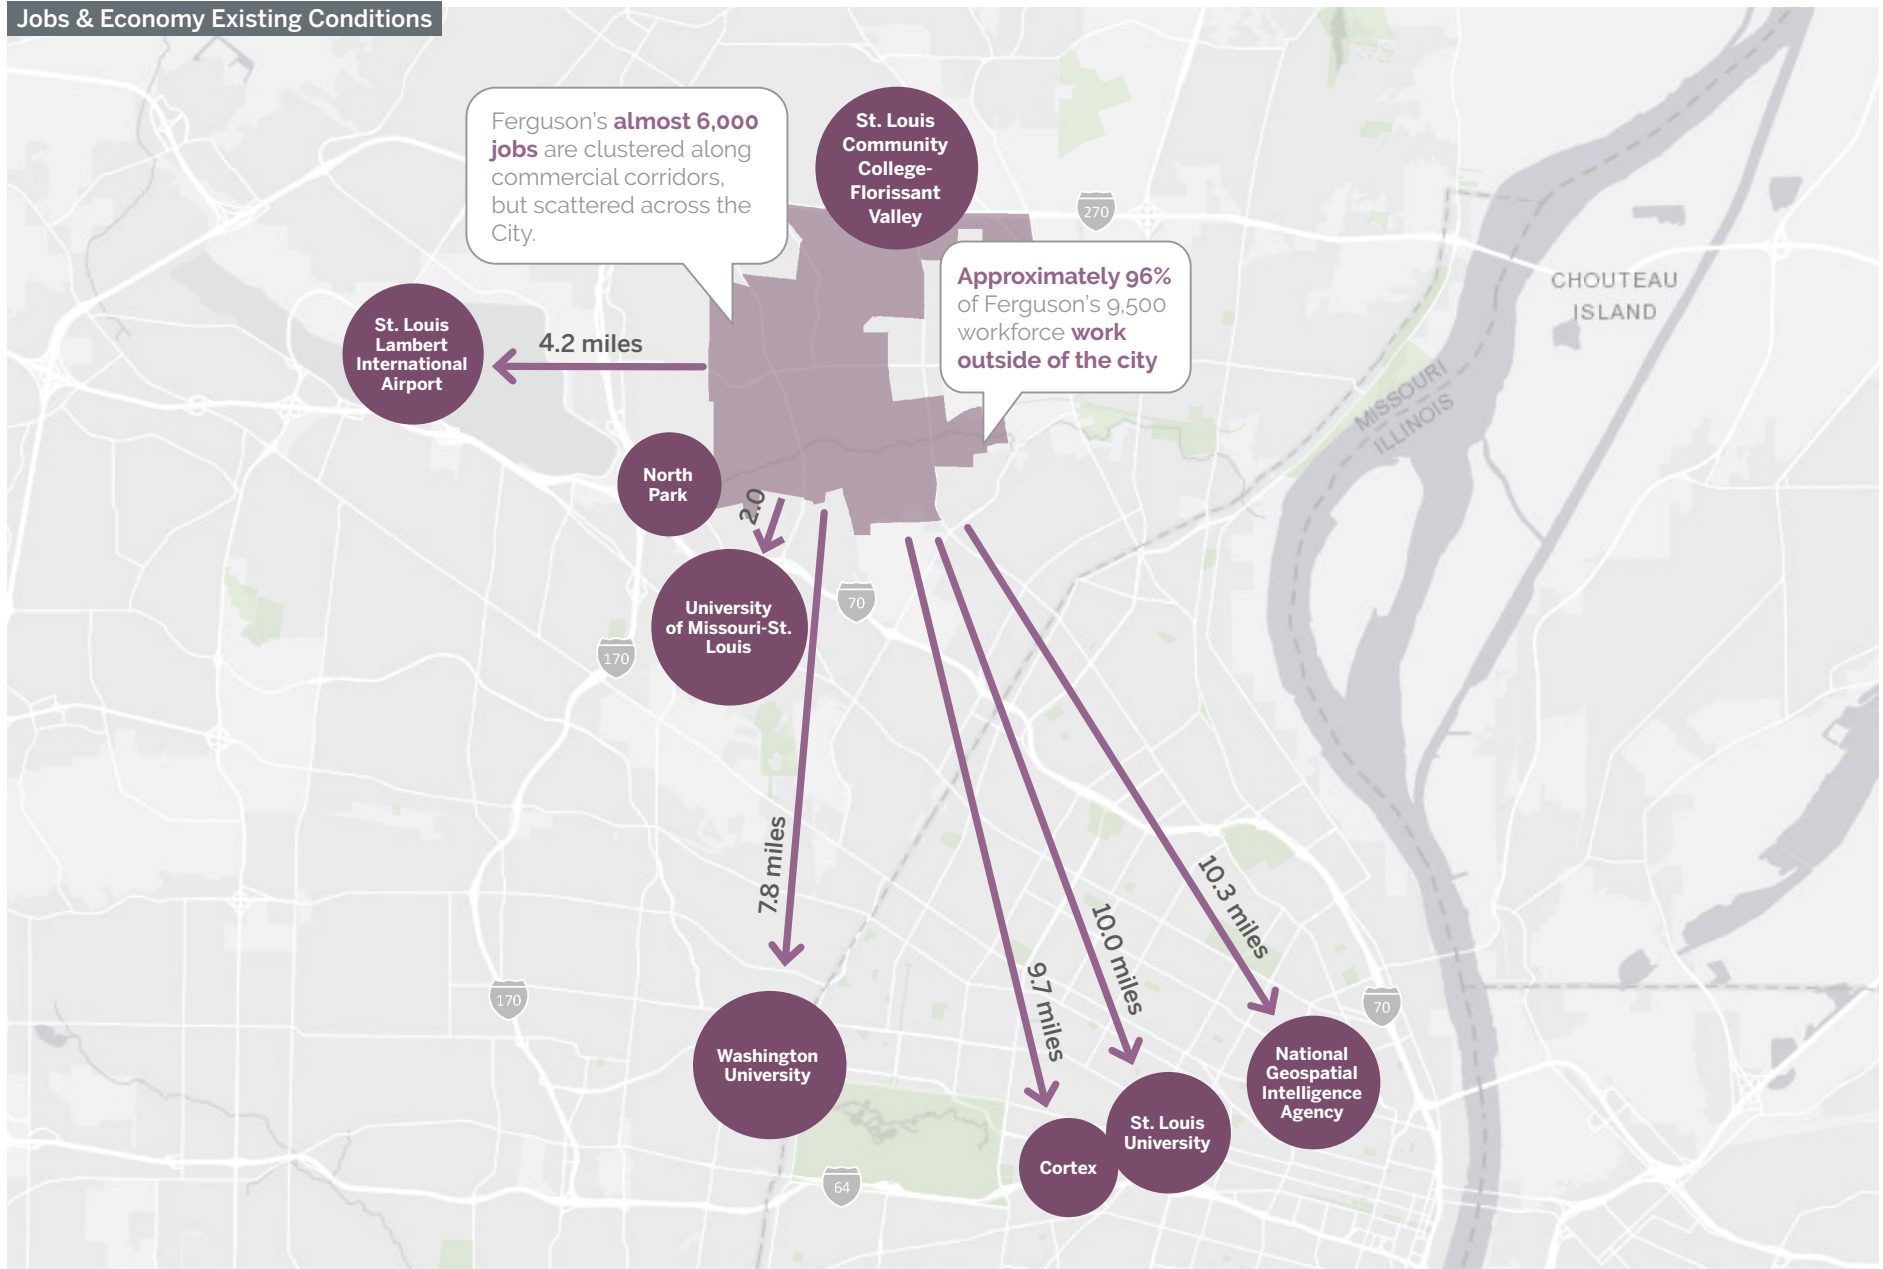 Jobs & Economy Existing Conditions
Ferguson's almost 6,000
jobs are clustered along
commercial corridors,
but scattered across the
City.
St. Louis
Community
College-
Florissant
Valley
270
Approximately 96%
of Ferguson's 9,500
workforce work
outside of the city
CHOUTEAU
ISLAND
St. Louis
Lambert
International
Airport
4.2 miles
MISSOURI
ILLINOIS
North
Park
2.0
University
of Missouri-St.
Louis
70
170
7.8 miles
10.3 miles
10.0 miles
9.7 miles
170
70
Washington
University
National
Geospatial
Intelligence
Agency
St. Louis
University
Cortex
64